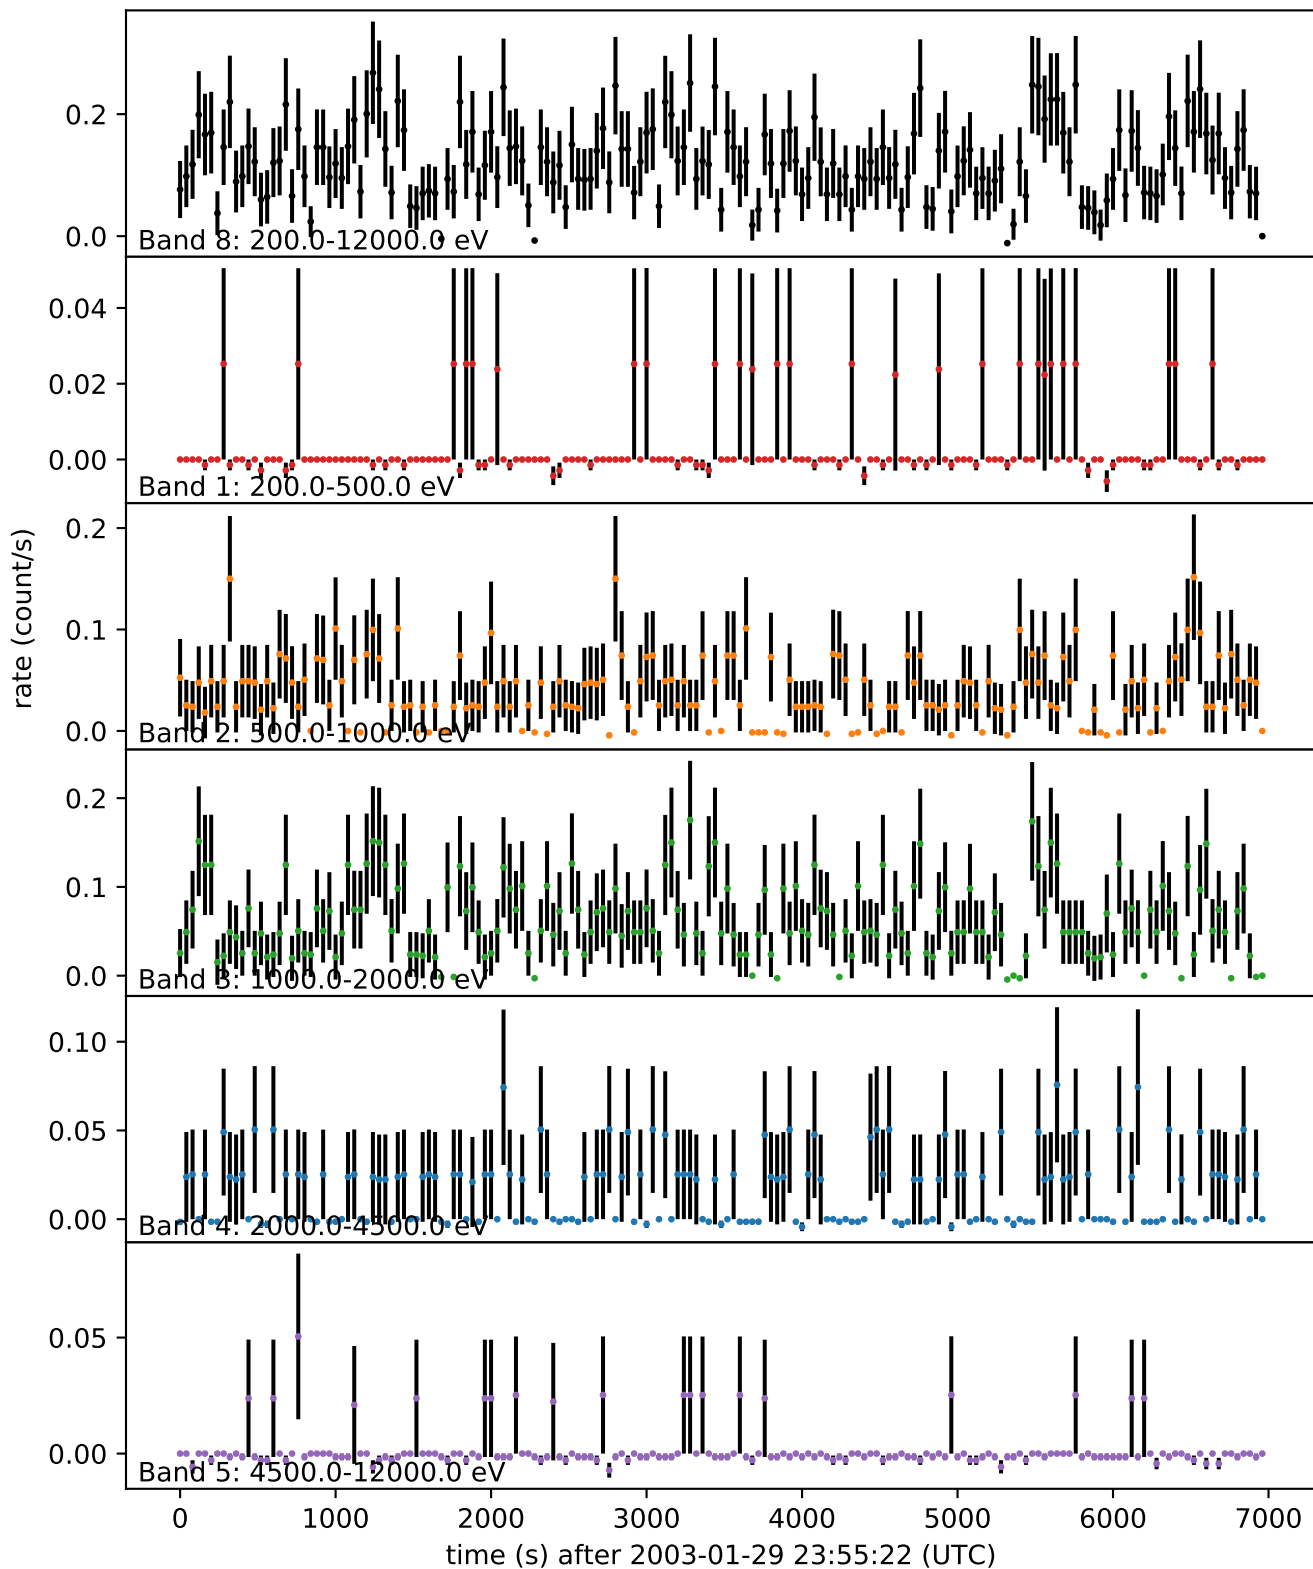 0.2
0.0
Band 8: 200.0-12000.0 eV
0.04
0.02
0.00
Band 1: 200.0-500.0 eV
rate (count/s)
0.2
0.1
0.0
Band 2: 500.0-1000.0 eV
0.2
0.1
0.0
Band 3: 1000.0-2000.0 eV
0.10
0.05
0.00
Band 4: 2000.0-4500.0 eV
0.05
0.00
Band 5: 4500.0-12000.0 eV
0 1000 2000 3000 4000 5000 6000 7000
time (s) after 2003-01-29 23:55:22 (UTC)